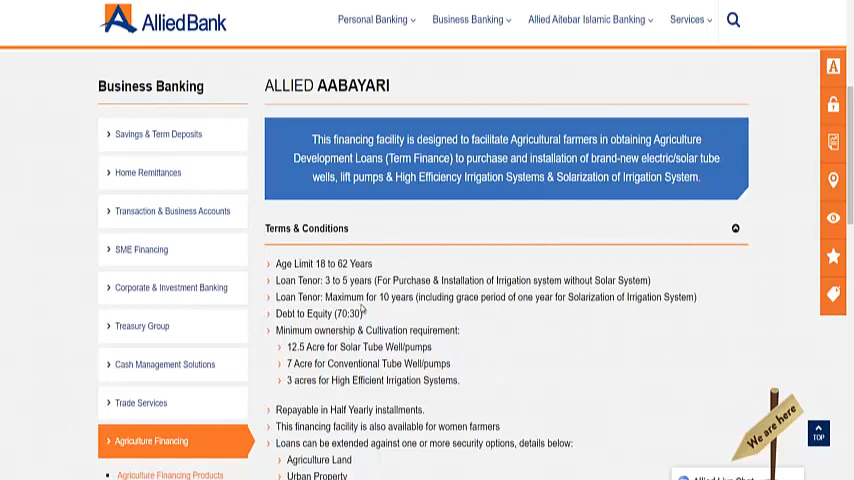 Allied Bank
Personal Banking
Business Banking
Allied Aitebar Islamic Banking
Services
Business Banking
Savings & Term Deposits
Home Remittances
Transaction & Business Accounts
SME Financing
Corporate & Investment Banking
Treasury Group
Cash Management Solutions
Trade Services
Agriculture Financing
Agriculture Financing Products
ALLIED AABAYARI
This financing facility is designed to facilitate Agricultural farmers in obtaining Agriculture
Development Loans (Term Finance) to purchase and installation of brand-new electric/solar tube
wells, lift pumps & High Efficiency Irrigation Systems & Solarization of Irrigation System.
Terms & Conditions
Age Limit 18 to 62 Years
Loan Tenor: 3 to 5 years (For Purchase & Installation of Irrigation system without Solar System)
Loan Tenor: Maximum for 10 years (including grace period of one year for Solarization of Irrigation System)
Debt to Equity (70:30)
Minimum ownership & Cultivation requirement:
12.5 Acre for Solar Tube Well/pumps
7 Acre for Conventional Tube Well/pumps
3 acres for High Efficient Irrigation Systems.
Repayable in Half Yearly installments.
This financing facility is also available for women farmers
Loans can be extended against one or more security options, details below:
Agriculture Land
Urban Property
A
We are here
TOP
Allied Live Chat